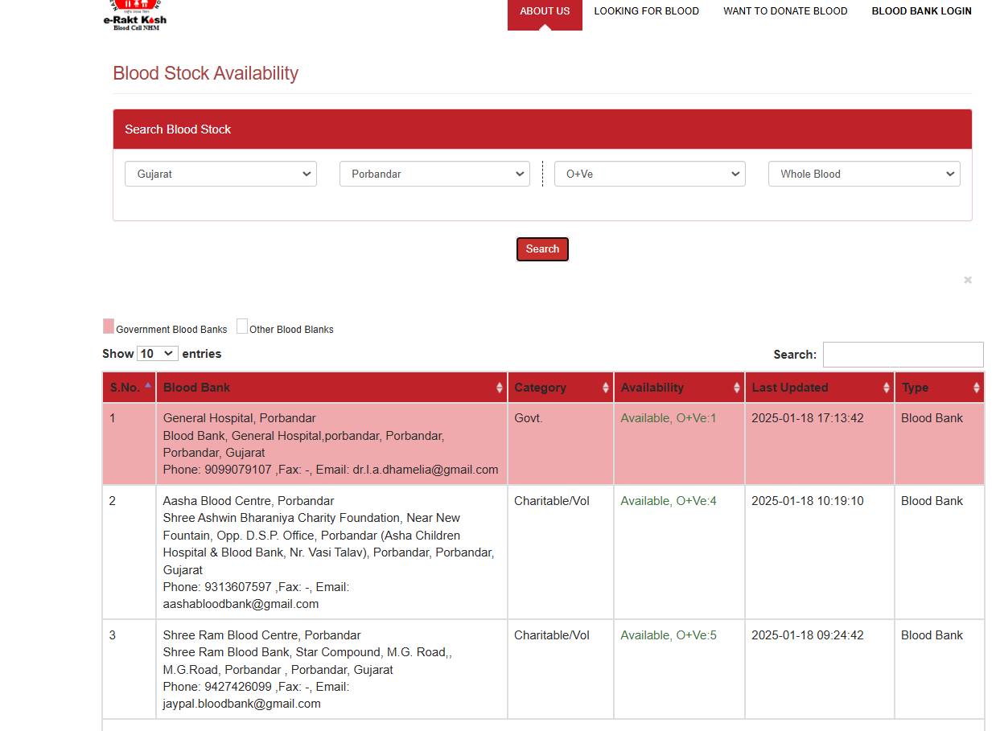 e-Rakt Kosh
Blood Cell NHM
ABOUT US
LOOKING FOR BLOOD
WANT TO DONATE BLOOD
BLOOD BANK LOGIN
Blood Stock Availability
Search Blood Stock
Gujarat
Porbandar
O+Ve
Whole Blood
Search
×
Government Blood Banks Other Blood Blanks
Show 10 entries
Search:
S.No. Blood Bank Category Availability Last Updated Type
1 General Hospital, Porbandar Govt. Available, O+Ve:1 2025-01-18 17:13:42 Blood Bank
Blood Bank, General Hospital,porbandar, Porbandar,
Porbandar, Gujarat
Phone: 9099079107 ,Fax: -, Email: dr.l.a.dhamelia@gmail.com
2 Aasha Blood Centre, Porbandar Charitable/Vol Available, O+Ve:4 2025-01-18 10:19:10 Blood Bank
Shree Ashwin Bharaniya Charity Foundation, Near New
Fountain, Opp. D.S.P. Office, Porbandar (Asha Children
Hospital & Blood Bank, Nr. Vasi Talav), Porbandar, Porbandar,
Gujarat
Phone: 9313607597 ,Fax: -, Email:
aashabloodbank@gmail.com
3 Shree Ram Blood Centre, Porbandar Charitable/Vol Available, O+Ve:5 2025-01-18 09:24:42 Blood Bank
Shree Ram Blood Bank, Star Compound, M.G. Road,,
M.G.Road, Porbandar , Porbandar, Gujarat
Phone: 9427426099 ,Fax: -, Email:
jaypal.bloodbank@gmail.com